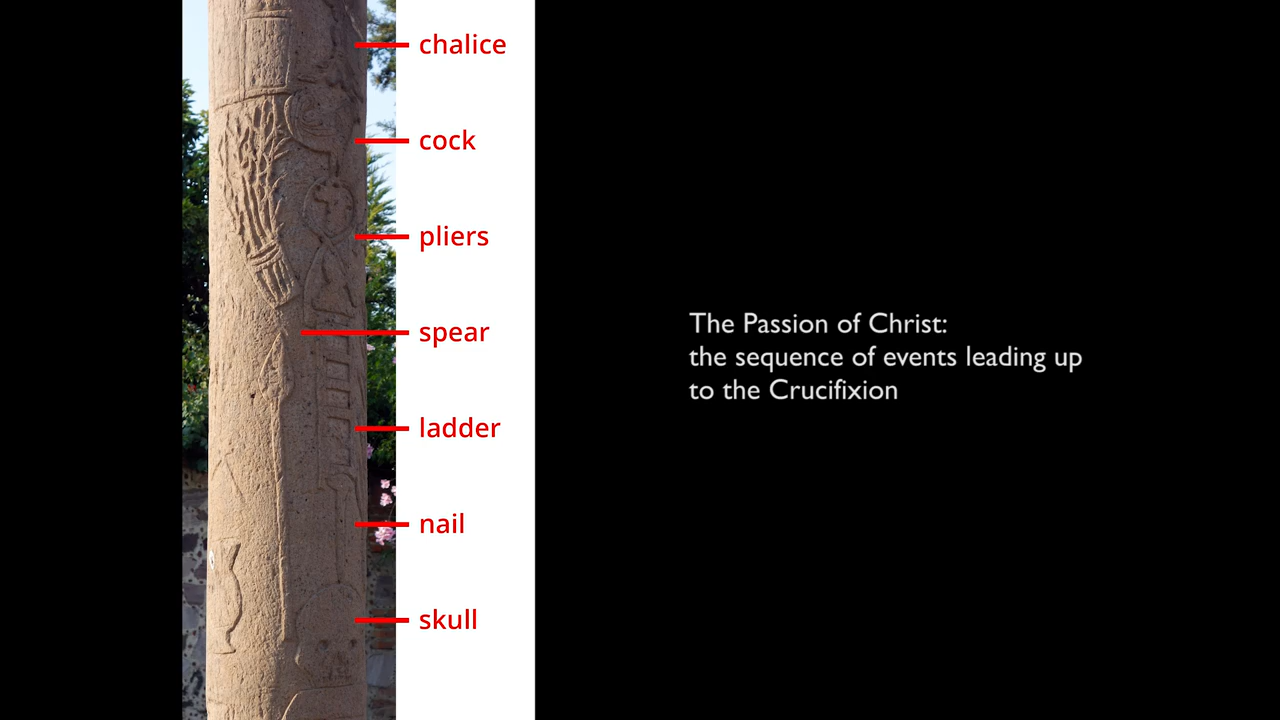 chalice
cock
pliers
spear
ladder
nail
skull
The Passion of Christ:
the sequence of events leading up
to the Crucifixion